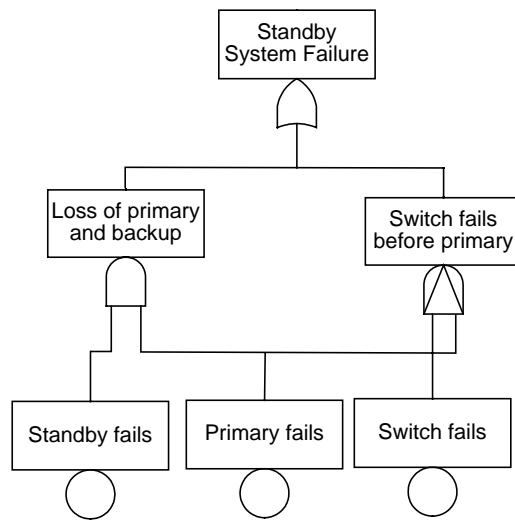 Standby
System Failure
Loss of primary
and backup
Switch fails
before primary
Standby fails
Primary fails
Switch fails